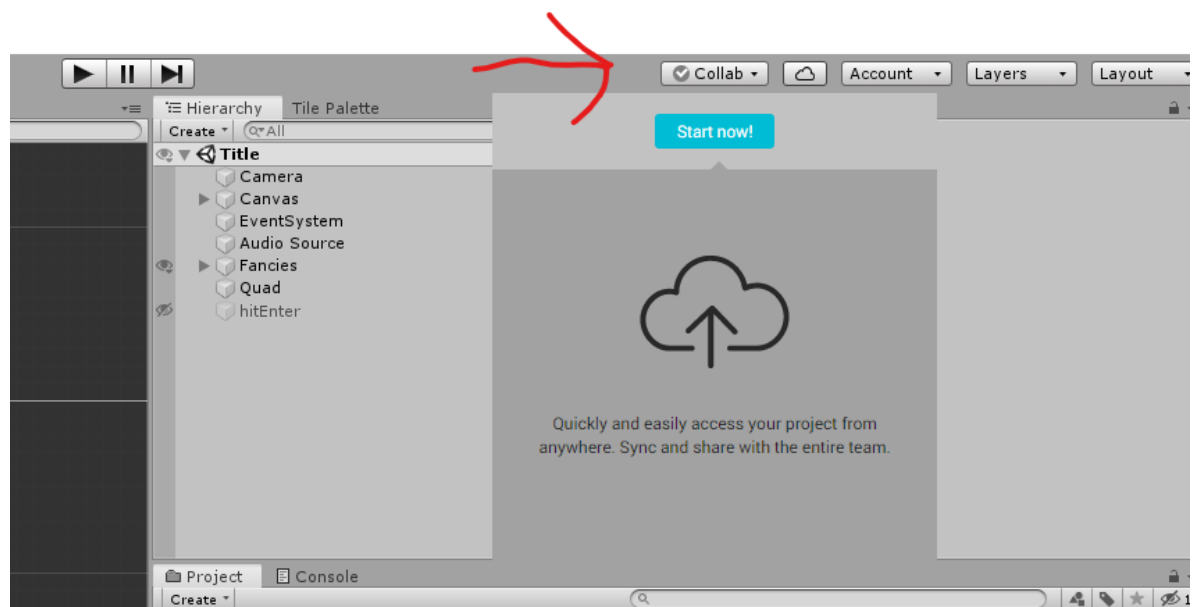 Collab Account Layers Layout
Hierarchy Tile Palette
Create All
Start now!
Title
Camera
Canvas
EventSystem
Audio Source
Fancies
Quad
hitEnter
Quickly and easily access your project from
anywhere. Sync and share with the entire team.
Project Console
Create 1